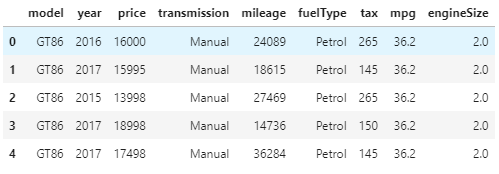 model year price transmission mileage fuelType tax mpg engineSize
0 GT86 2016 16000 Manual 24089 Petrol 265 36.2 2.0
1 GT86 2017 15995 Manual 18615 Petrol 145 36.2 2.0
2 GT86 2015 13998 Manual 27469 Petrol 265 36.2 2.0
3 GT86 2017 18998 Manual 14736 Petrol 150 36.2 2.0
4 GT86 2017 17498 Manual 36284 Petrol 145 36.2 2.0